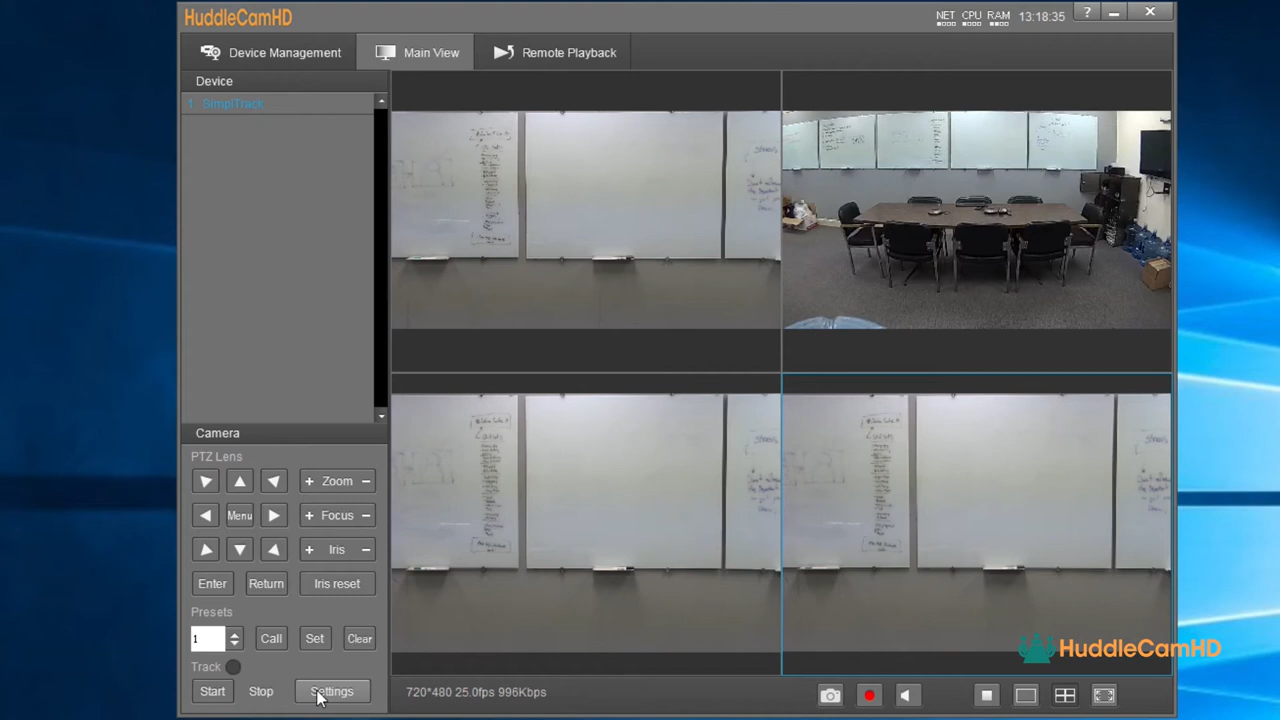 HuddleCamHD
NET CPU RAM 13:18:35 ?
Device Management
Main View
Remote Playback
Device
1 SimplTrack
Camera
PTZ Lens
+ Zoom −
Menu
+ Focus −
+ Iris −
Enter
Return
Iris reset
Presets
1
Call
Set
Clear
Track
Start
Stop
Settings
720*480 25.0fps 996Kbps
HuddleCamHD